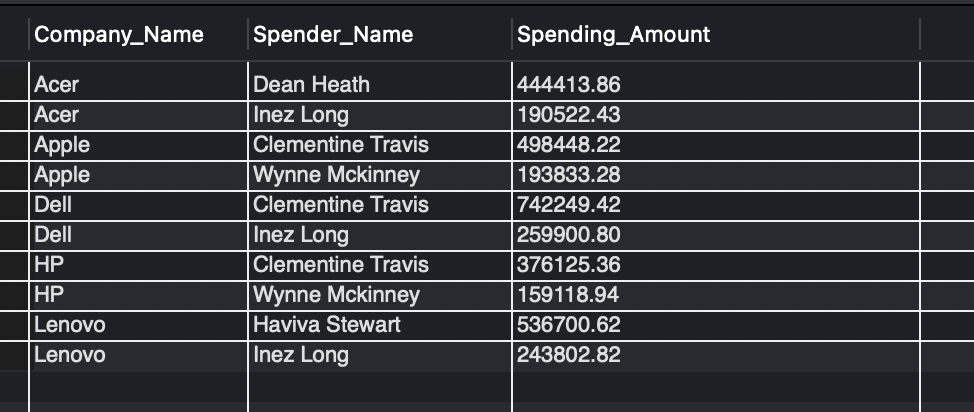 Company_Name Spender_Name Spending_Amount
Acer Dean Heath 444413.86
Acer Inez Long 190522.43
Apple Clementine Travis 498448.22
Apple Wynne Mckinney 193833.28
Dell Clementine Travis 742249.42
Dell Inez Long 259900.80
HP Clementine Travis 376125.36
HP Wynne Mckinney 159118.94
Lenovo Haviva Stewart 536700.62
Lenovo Inez Long 243802.82